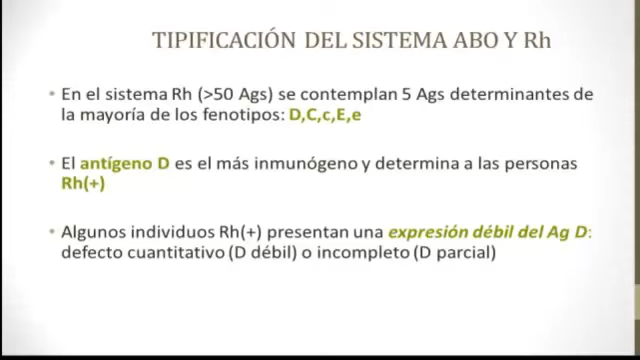 TIPIFICACIÓN DEL SISTEMA ABO Y Rh
• En el sistema Rh (>50 Ags) se contemplan 5 Ags determinantes de
la mayoría de los fenotipos: D,C,c,E,e
• El antígeno D es el más inmunógeno y determina a las personas
Rh(+)
• Algunos individuos Rh(+) presentan una expresión débil del Ag D:
defecto cuantitativo (D débil) o incompleto (D parcial)